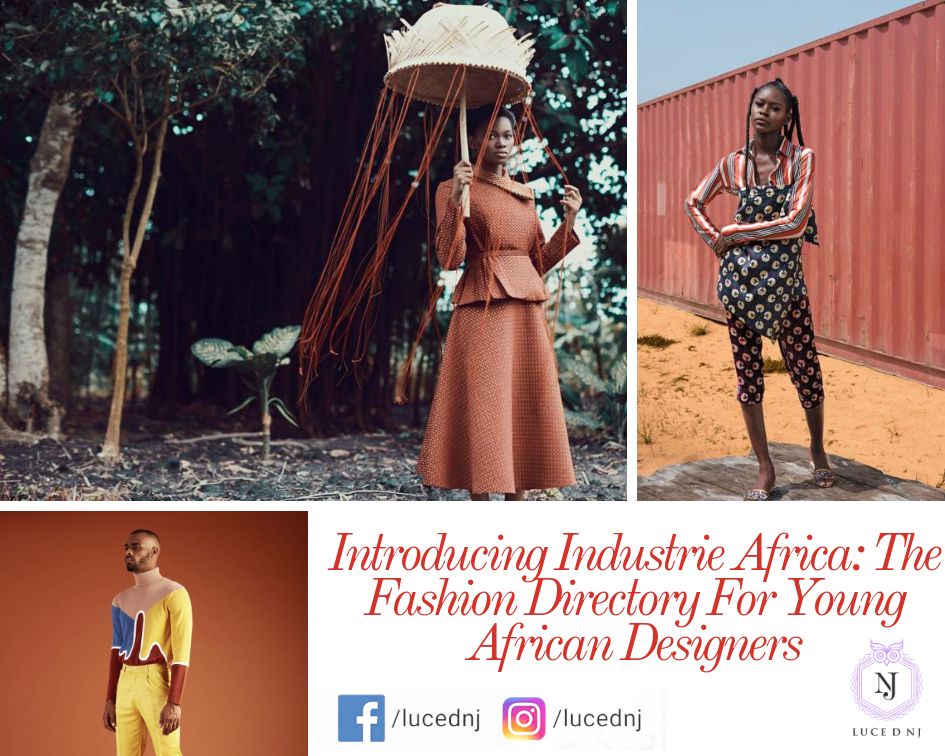 Introducing Industrie Africa: The
Fashion Directory For Young
African Designers
/lucednj
/lucednj
NJ
LUCE D NJ